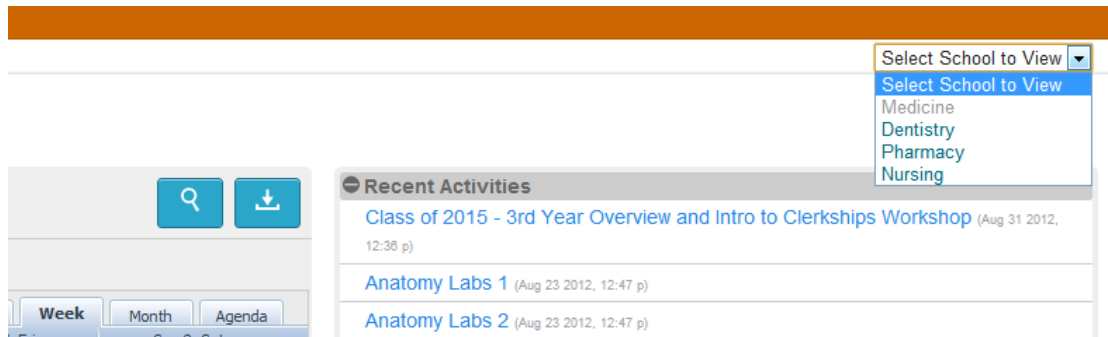 Select School to View
Select School to View
Medicine
Dentistry
Pharmacy
Nursing
Recent Activities
Class of 2015 - 3rd Year Overview and Intro to Clerkships Workshop (Aug 31 2012,
12:36 p)
Anatomy Labs 1 (Aug 23 2012, 12:47 p)
Week Month Agenda
Anatomy Labs 2 (Aug 23 2012, 12:47 p)